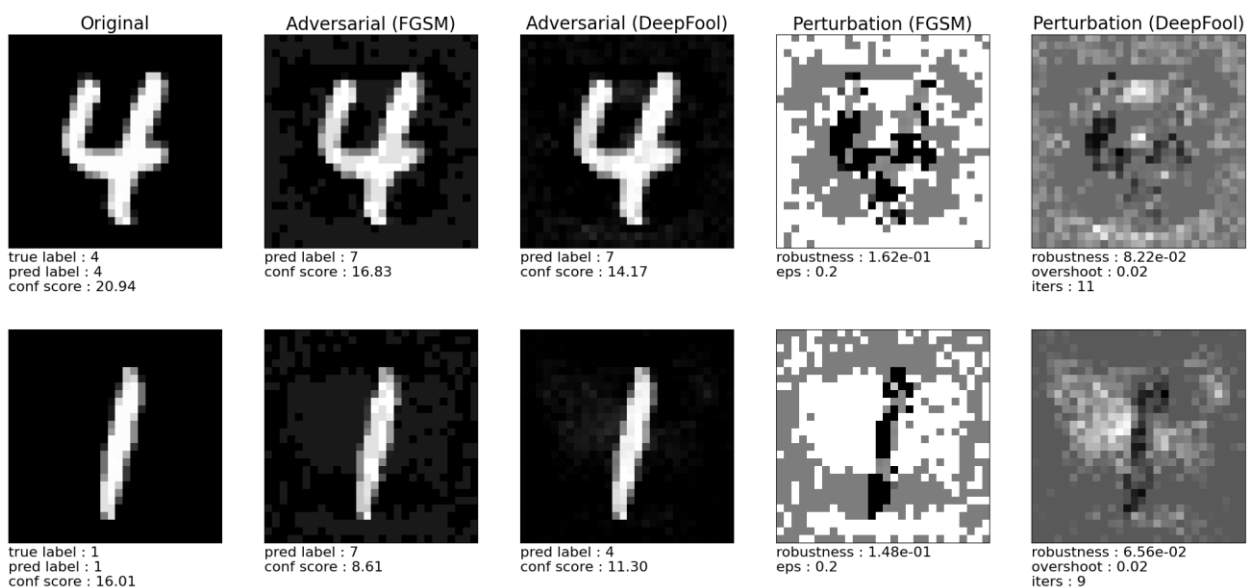 Original Adversarial (FGSM) Adversarial (DeepFool) Perturbation (FGSM) Perturbation (DeepFool)
4
true label : 4
pred label : 4
conf score : 20.94
pred label : 7
conf score : 16.83
pred label : 7
conf score : 14.17
robustness : 1.62e-01
eps : 0.2
robustness : 8.22e-02
overshoot : 0.02
iters : 11
1
true label : 1
pred label : 1
conf score : 16.01
pred label : 7
conf score : 8.61
pred label : 4
conf score : 11.30
robustness : 1.48e-01
eps : 0.2
robustness : 6.56e-02
overshoot : 0.02
iters : 9